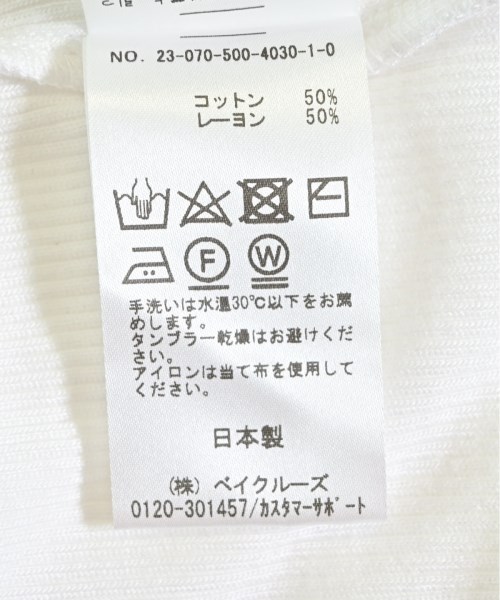 NO. 23-070-500-4030-1-0
コットン 50%
レーヨン 50%
F W
手洗いは水温30℃以下をお薦
めします。
タンブラー乾燥はお避けくだ
さい。
アイロンは当て布を使用して
ください。
日本製
(株) ベイクルーズ
0120-301457/カスタマーサポート